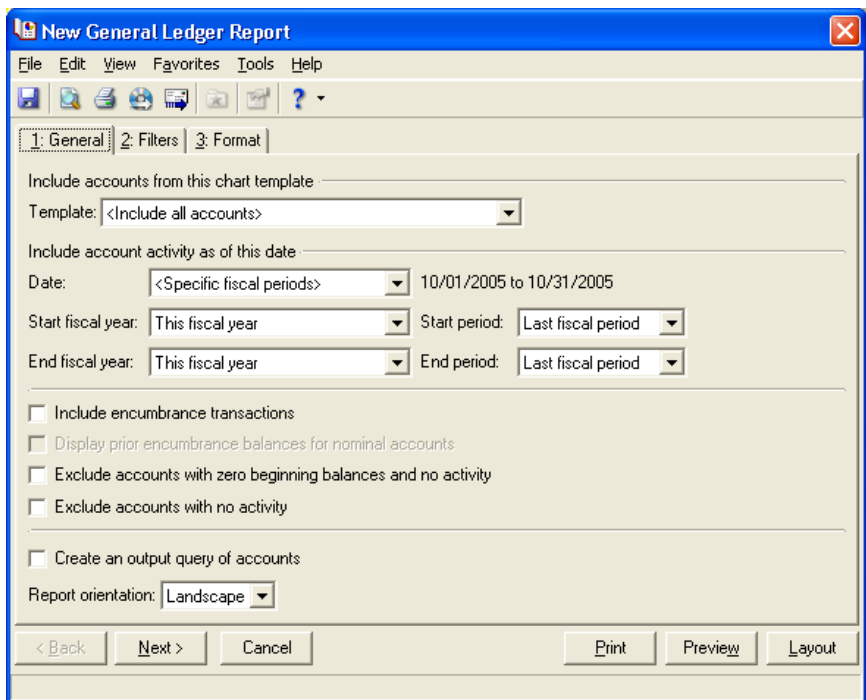 New General Ledger Report
File Edit View Favorites Tools Help
1: General 2: Filters 3: Format
Include accounts from this chart template
Template: <Include all accounts>
Include account activity as of this date
Date: <Specific fiscal periods> 10/01/2005 to 10/31/2005
Start fiscal year: This fiscal year Start period: Last fiscal period
End fiscal year: This fiscal year End period: Last fiscal period
Include encumbrance transactions
Display prior encumbrance balances for nominal accounts
Exclude accounts with zero beginning balances and no activity
Exclude accounts with no activity
Create an output query of accounts
Report orientation: Landscape
< Back Next > Cancel Print Preview Layout